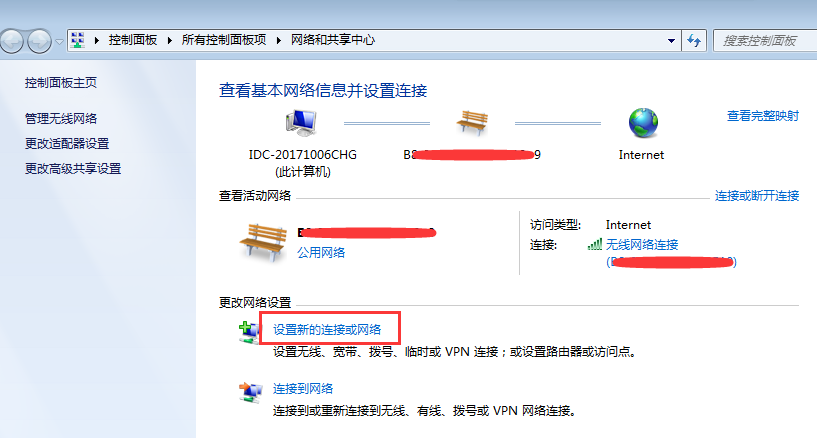 控制面板 ▸ 所有控制面板项 ▸ 网络和共享中心
搜索控制面板
控制面板主页
管理无线网络
更改适配器设置
更改高级共享设置
查看基本网络信息并设置连接
查看完整映射
IDC-20171006CHG
(此计算机)
Internet
查看活动网络
连接或断开连接
公用网络
访问类型:
Internet
连接:
无线网络连接
更改网络设置
设置新的连接或网络
设置无线、宽带、拨号、临时或 VPN 连接；或设置路由器或访问点。
连接到网络
连接到或重新连接到无线、有线、拨号或 VPN 网络连接。